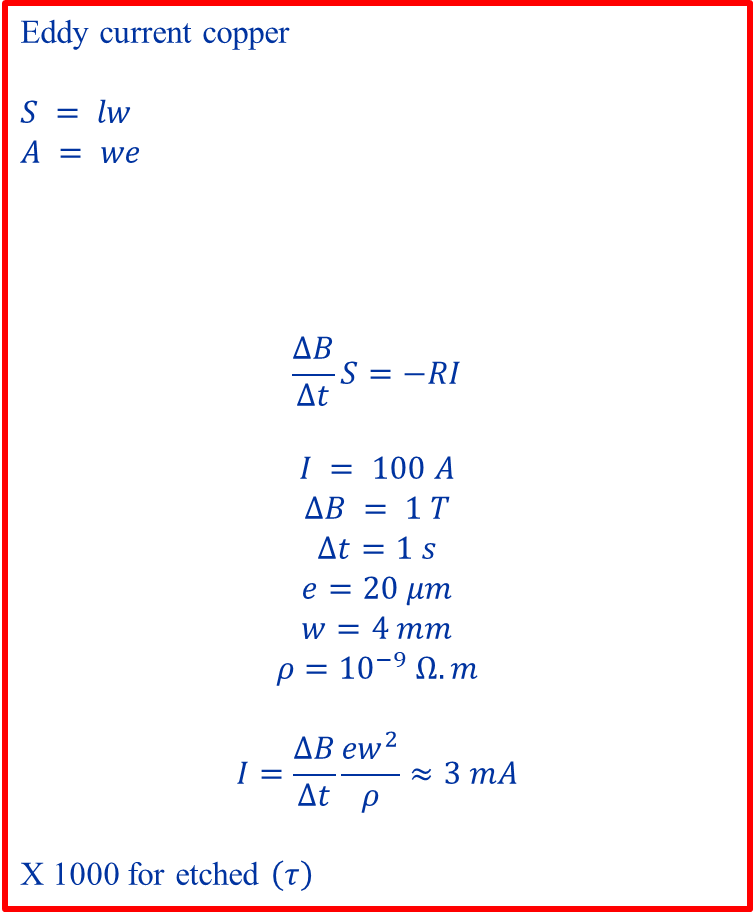 Eddy current copper
S = lw
A = we
ΔB/Δt S = −RI
I = 100 A
ΔB = 1 T
Δt = 1 s
e = 20 μm
w = 4 mm
ρ = 10⁻⁹ Ω.m
I = ΔB/Δt ew²/ρ ≈ 3 mA
X 1000 for etched (τ)